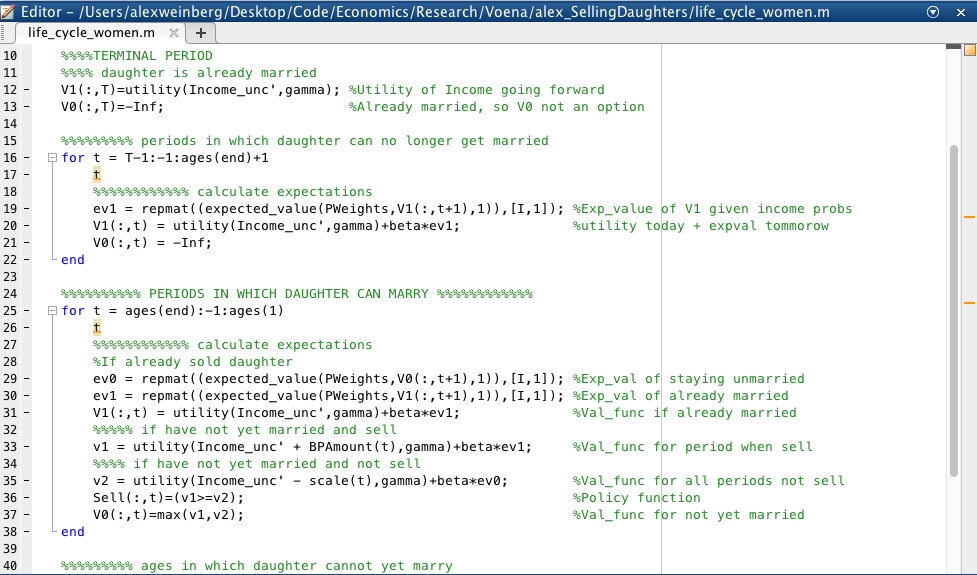 Editor – /Users/alexweinberg/Desktop/Code/Economics/Research/Voena/alex_SellingDaughters/life_cycle_women.m
life_cycle_women.m × +
10 %%%%TERMINAL PERIOD
11 %%%% daughter is already married
12 – V1(:,T)=utility(Income_unc',gamma); %Utility of Income going forward
13 – V0(:,T)=-Inf; %Already married, so V0 not an option
14
15 %%%%%%%%% periods in which daughter can no longer get married
16 – for t = T-1:-1:ages(end)+1
17 – t
18 %%%%%%%%%%%% calculate expectations
19 – ev1 = repmat((expected_value(PWeights,V1(:,t+1),1)),[I,1]); %Exp_value of V1 given income probs
20 – V1(:,t) = utility(Income_unc',gamma)+beta*ev1; %utility today + expval tommorow
21 – V0(:,t) = -Inf;
22 – end
23
24 %%%%%%%%%% PERIODS IN WHICH DAUGHTER CAN MARRY %%%%%%%%%%%%
25 – for t = ages(end):-1:ages(1)
26 – t
27 %%%%%%%%%%%% calculate expectations
28 %If already sold daughter
29 – ev0 = repmat((expected_value(PWeights,V0(:,t+1),1)),[I,1]); %Exp_val of staying unmarried
30 – ev1 = repmat((expected_value(PWeights,V1(:,t+1),1)),[I,1]); %Exp_val of already married
31 – V1(:,t) = utility(Income_unc',gamma)+beta*ev1; %Val_func if already married
32 %%%%% if have not yet married and sell
33 – v1 = utility(Income_unc' + BPAmount(t),gamma)+beta*ev1; %Val_func for period when sell
34 %%%% if have not yet married and not sell
35 – v2 = utility(Income_unc' - scale(t),gamma)+beta*ev0; %Val_func for all periods not sell
36 – Sell(:,t)=(v1>=v2); %Policy function
37 – V0(:,t)=max(v1,v2); %Val_func for not yet married
38 – end
39
40 %%%%%%%%% ages in which daughter cannot yet marry